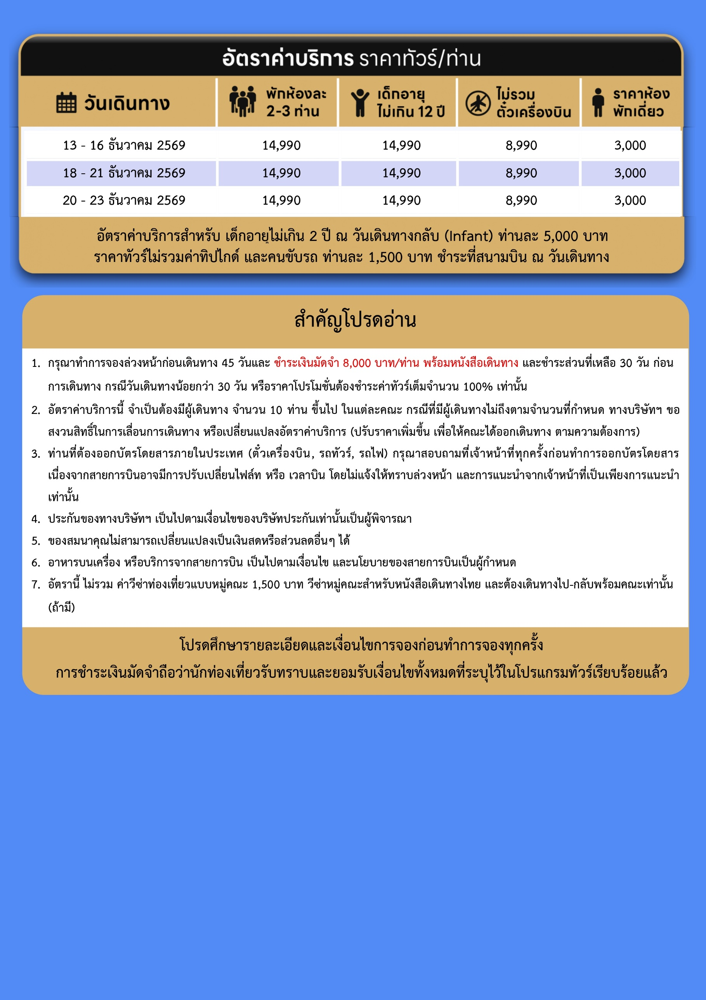 อัตราค่าบริการ ราคาทัวร์/ท่าน
วันเดินทาง
พักห้องละ
2-3 ท่าน
เด็กอายุ
ไม่เกิน 12 ปี
ไม่รวม
ตั๋วเครื่องบิน
ราคาห้อง
พักเดี่ยว
13 - 16 ธันวาคม 2569 14,990 14,990 8,990 3,000
18 - 21 ธันวาคม 2569 14,990 14,990 8,990 3,000
20 - 23 ธันวาคม 2569 14,990 14,990 8,990 3,000
อัตราค่าบริการสำหรับ เด็กอายุไม่เกิน 2 ปี ณ วันเดินทางกลับ (Infant) ท่านละ 5,000 บาท
ราคาทัวร์ไม่รวมค่าทิปไกด์ และคนขับรถ ท่านละ 1,500 บาท ชำระที่สนามบิน ณ วันเดินทาง
สำคัญโปรดอ่าน
1. กรุณาทำการจองล่วงหน้าก่อนเดินทาง 45 วันและ ชำระเงินมัดจำ 8,000 บาท/ท่าน พร้อมหนังสือเดินทาง และชำระส่วนที่เหลือ 30 วัน ก่อน
การเดินทาง กรณีวันเดินทางน้อยกว่า 30 วัน หรือราคาโปรโมชั่นต้องชำระค่าทัวร์เต็มจำนวน 100% เท่านั้น
2. อัตราค่าบริการนี้ จำเป็นต้องมีผู้เดินทาง จำนวน 10 ท่าน ขึ้นไป ในแต่ละคณะ กรณีที่มีผู้เดินทางไม่ถึงตามจำนวนที่กำหนด ทางบริษัทฯ ขอ
สงวนสิทธิ์ในการเลื่อนการเดินทาง หรือเปลี่ยนแปลงอัตราค่าบริการ (ปรับราคาเพิ่มขึ้น เพื่อให้คณะได้ออกเดินทาง ตามความต้องการ)
3. ท่านที่ต้องออกบัตรโดยสารภายในประเทศ (ตั๋วเครื่องบิน, รถทัวร์, รถไฟ) กรุณาสอบถามที่เจ้าหน้าที่ทุกครั้งก่อนทำการออกบัตรโดยสาร
เนื่องจากสายการบินอาจมีการปรับเปลี่ยนไฟล์ท หรือ เวลาบิน โดยไม่แจ้งให้ทราบล่วงหน้า และการแนะนำจากเจ้าหน้าที่เป็นเพียงการแนะนำ
เท่านั้น
4. ประกันของทางบริษัทฯ เป็นไปตามเงื่อนไขของบริษัทประกันเท่านั้นเป็นผู้พิจารณา
5. ของสมนาคุณไม่สามารถเปลี่ยนแปลงเป็นเงินสดหรือส่วนลดอื่นๆ ได้
6. อาหารบนเครื่อง หรือบริการจากสายการบิน เป็นไปตามเงื่อนไข และนโยบายของสายการบินเป็นผู้กำหนด
7. อัตรานี้ ไม่รวม ค่าวีซ่าท่องเที่ยวแบบหมู่คณะ 1,500 บาท วีซ่าหมู่คณะสำหรับหนังสือเดินทางไทย และต้องเดินทางไป-กลับพร้อมคณะเท่านั้น
(ถ้ามี)
โปรดศึกษารายละเอียดและเงื่อนไขการจองก่อนทำการจองทุกครั้ง
การชำระเงินมัดจำถือว่านักท่องเที่ยวรับทราบและยอมรับเงื่อนไขทั้งหมดที่ระบุไว้ในโปรแกรมทัวร์เรียบร้อยแล้ว